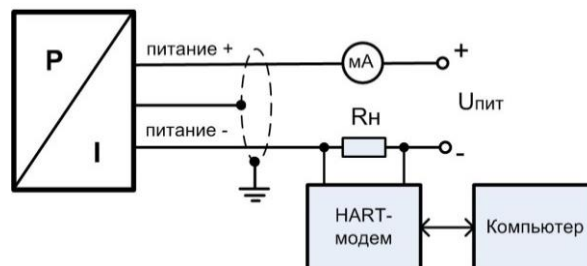 P
I
питание +
питание -
мА
+
Uпит
-
Rн
HART-
модем
Компьютер